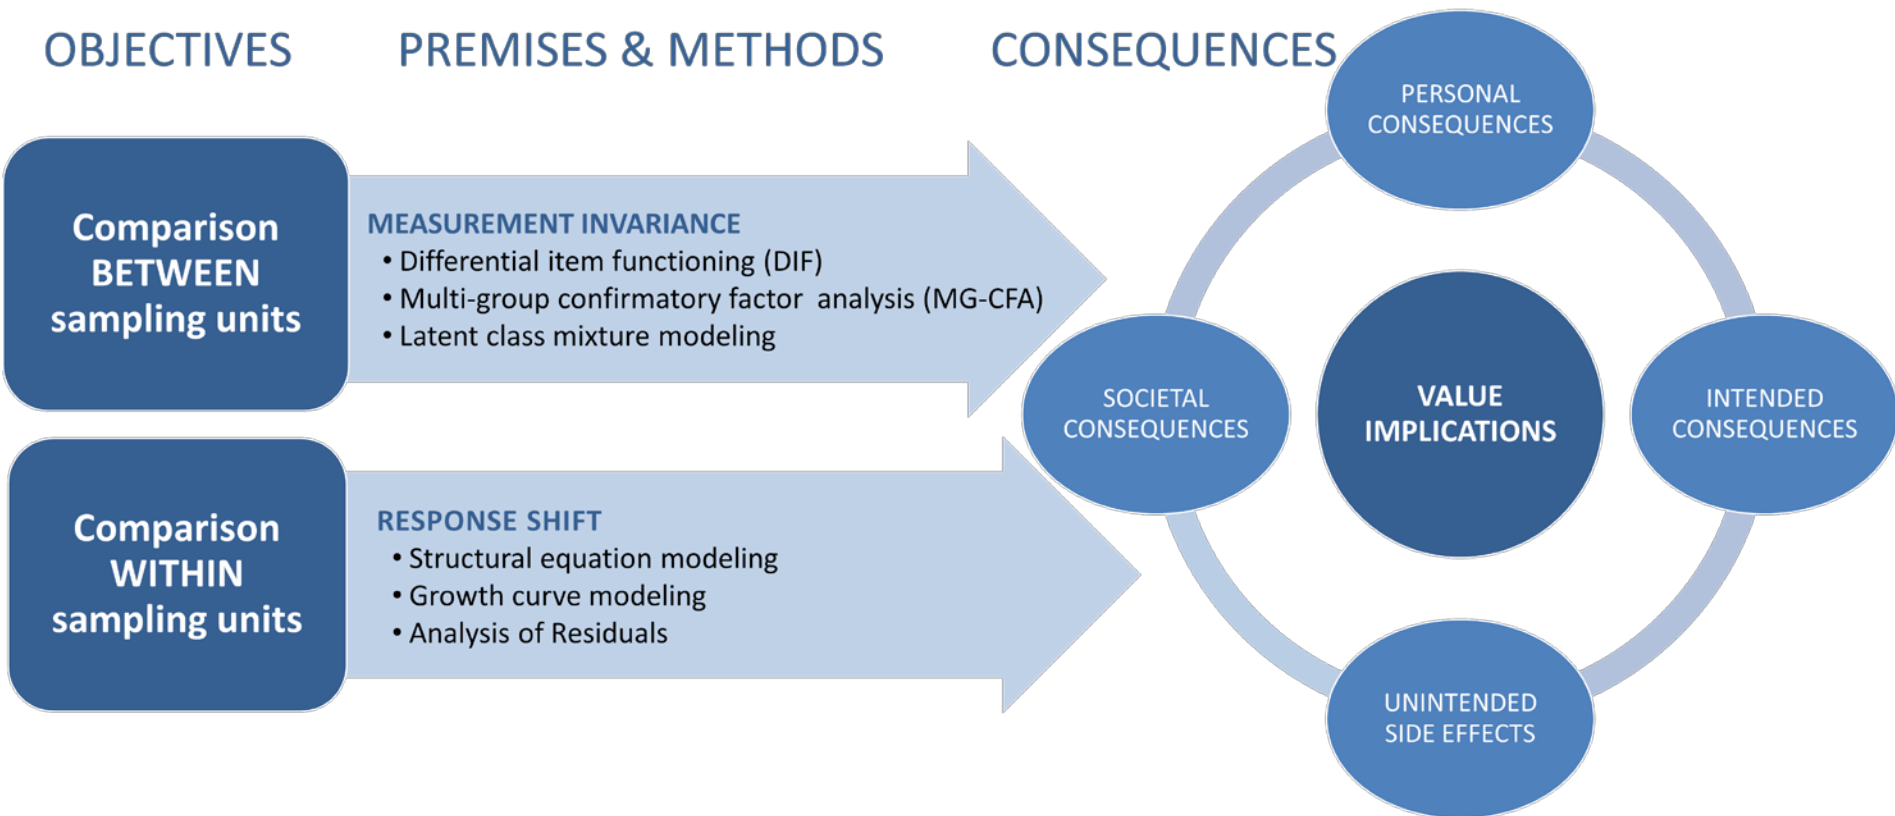 OBJECTIVES
PREMISES & METHODS
CONSEQUENCES
Comparison
BETWEEN
sampling units
MEASUREMENT INVARIANCE
• Differential item functioning (DIF)
• Multi-group confirmatory factor analysis (MG-CFA)
• Latent class mixture modeling
Comparison
WITHIN
sampling units
RESPONSE SHIFT
• Structural equation modeling
• Growth curve modeling
• Analysis of Residuals
PERSONAL
CONSEQUENCES
SOCIETAL
CONSEQUENCES
VALUE
IMPLICATIONS
INTENDED
CONSEQUENCES
UNINTENDED
SIDE EFFECTS